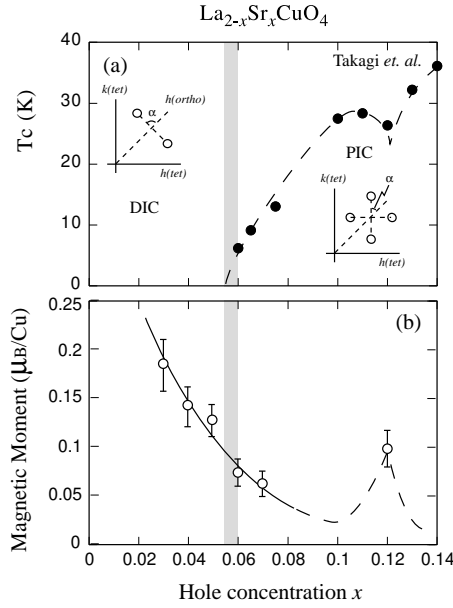 La2-xSrxCuO4
(a)
Takagi et. al.
k(tet)
h(ortho)
α
h(tet)
DIC
PIC
k(tet)
α
h(tet)
Tc (K)
40
30
20
10
0
(b)
Magnetic Moment (μB/Cu)
0.25
0.2
0.15
0.1
0.05
0
0 0.02 0.04 0.06 0.08 0.1 0.12 0.14
Hole concentration x